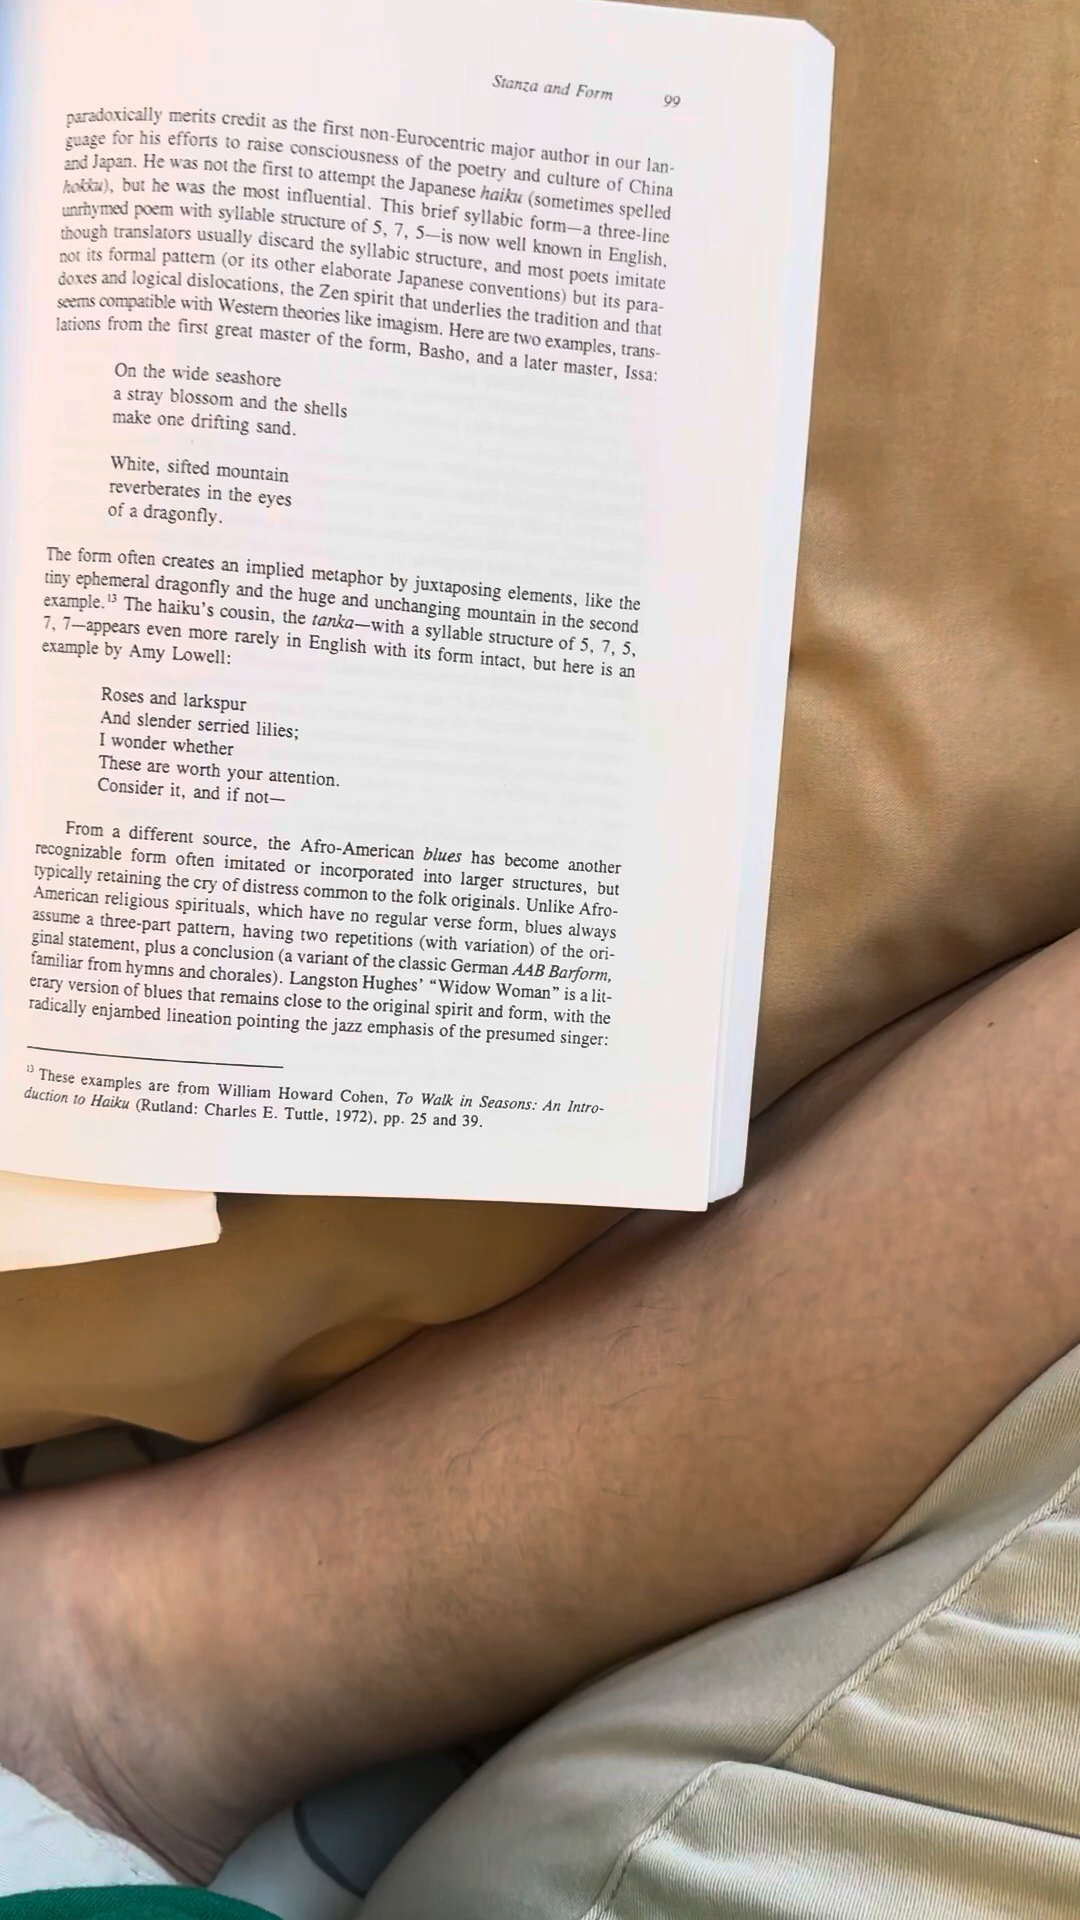 Stanza and Form 99
paradoxically merits credit as the first non-Eurocentric major author in our lan-
guage for his efforts to raise consciousness of the poetry and culture of China
and Japan. He was not the first to attempt the Japanese haiku (sometimes spelled
hokku), but he was the most influential. This brief syllabic form—a three-line
unrhymed poem with syllable structure of 5, 7, 5—is now well known in English,
though translators usually discard the syllabic structure, and most poets imitate
not its formal pattern (or its other elaborate Japanese conventions) but its para-
doxes and logical dislocations, the Zen spirit that underlies the tradition and that
seems compatible with Western theories like imagism. Here are two examples, trans-
lations from the first great master of the form, Basho, and a later master, Issa:
On the wide seashore
a stray blossom and the shells
make one drifting sand.
White, sifted mountain
reverberates in the eyes
of a dragonfly.
The form often creates an implied metaphor by juxtaposing elements, like the
tiny ephemeral dragonfly and the huge and unchanging mountain in the second
example.13 The haiku's cousin, the tanka—with a syllable structure of 5, 7, 5,
7, 7—appears even more rarely in English with its form intact, but here is an
example by Amy Lowell:
Roses and larkspur
And slender serried lilies;
I wonder whether
These are worth your attention.
Consider it, and if not—
From a different source, the Afro-American blues has become another
recognizable form often imitated or incorporated into larger structures, but
typically retaining the cry of distress common to the folk originals. Unlike Afro-
American religious spirituals, which have no regular verse form, blues always
assume a three-part pattern, having two repetitions (with variation) of the ori-
ginal statement, plus a conclusion (a variant of the classic German AAB Barform,
familiar from hymns and chorales). Langston Hughes' “Widow Woman” is a lit-
erary version of blues that remains close to the original spirit and form, with the
radically enjambed lineation pointing the jazz emphasis of the presumed singer:
13 These examples are from William Howard Cohen, To Walk in Seasons: An Intro-
duction to Haiku (Rutland: Charles E. Tuttle, 1972), pp. 25 and 39.